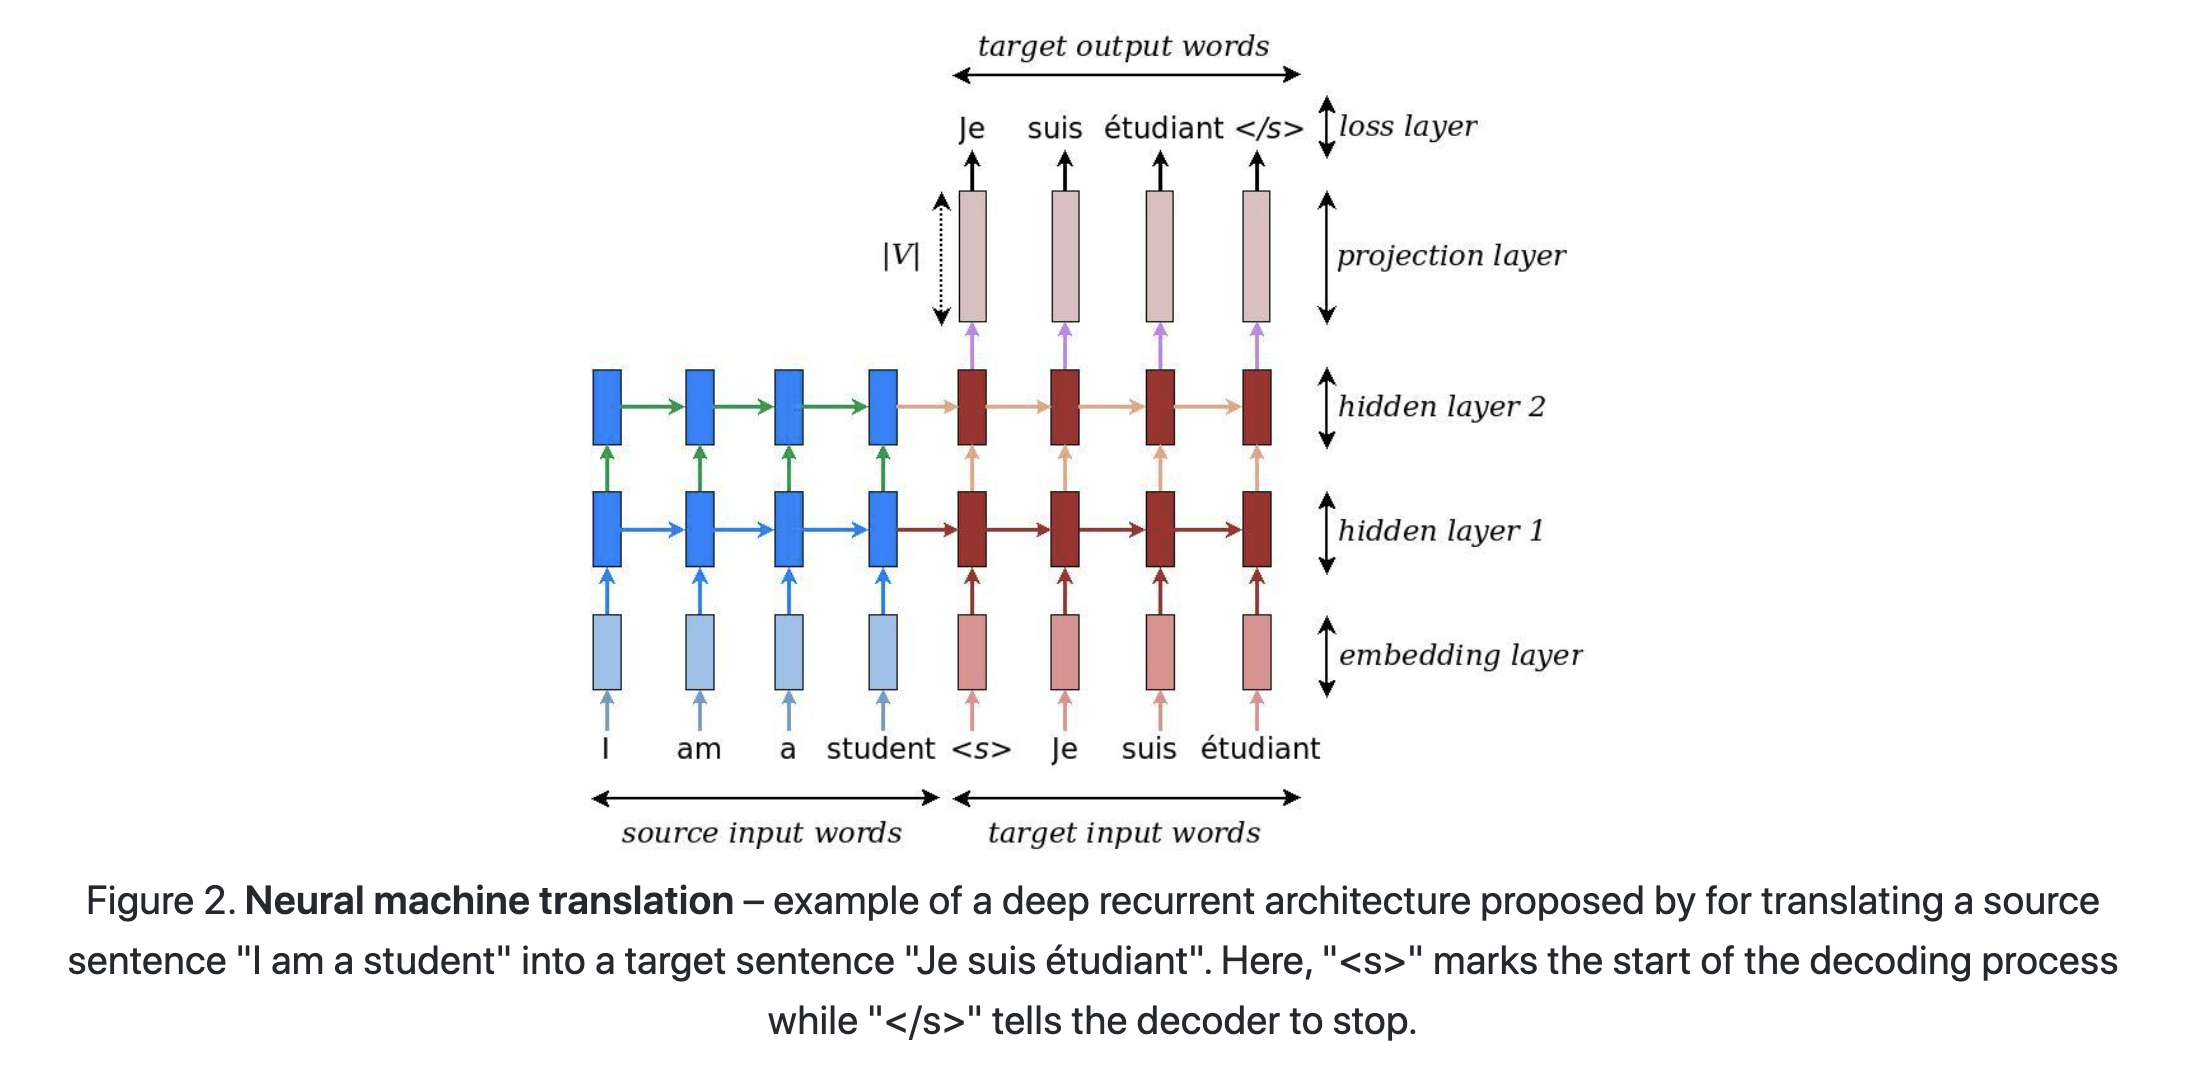 target output words
Je suis étudiant </s> loss layer
|V| projection layer
hidden layer 2
hidden layer 1
embedding layer
I am a student <s> Je suis étudiant
source input words target input words
Figure 2. Neural machine translation – example of a deep recurrent architecture proposed by for translating a source
sentence "I am a student" into a target sentence "Je suis étudiant". Here, "<s>" marks the start of the decoding process
while "</s>" tells the decoder to stop.